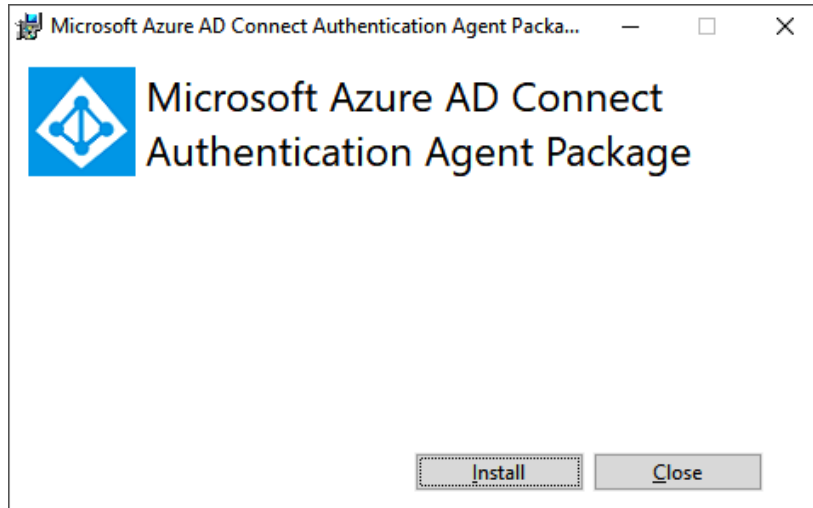 Microsoft Azure AD Connect Authentication Agent Packa...
Microsoft Azure AD Connect
Authentication Agent Package
Install
Close